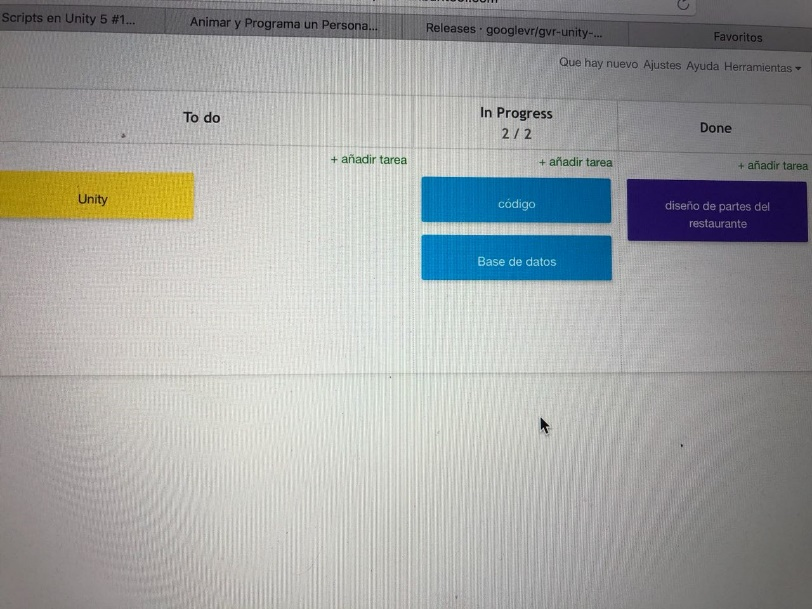 Scripts en Unity 5 #1...
Animar y Programa un Persona...
Releases · googlevr/gvr-unity-...
Favoritos
Que hay nuevo Ajustes Ayuda Herramientas
To do
In Progress
2 / 2
Done
+ añadir tarea
+ añadir tarea
+ añadir tarea
Unity
código
Base de datos
diseño de partes del
restaurante